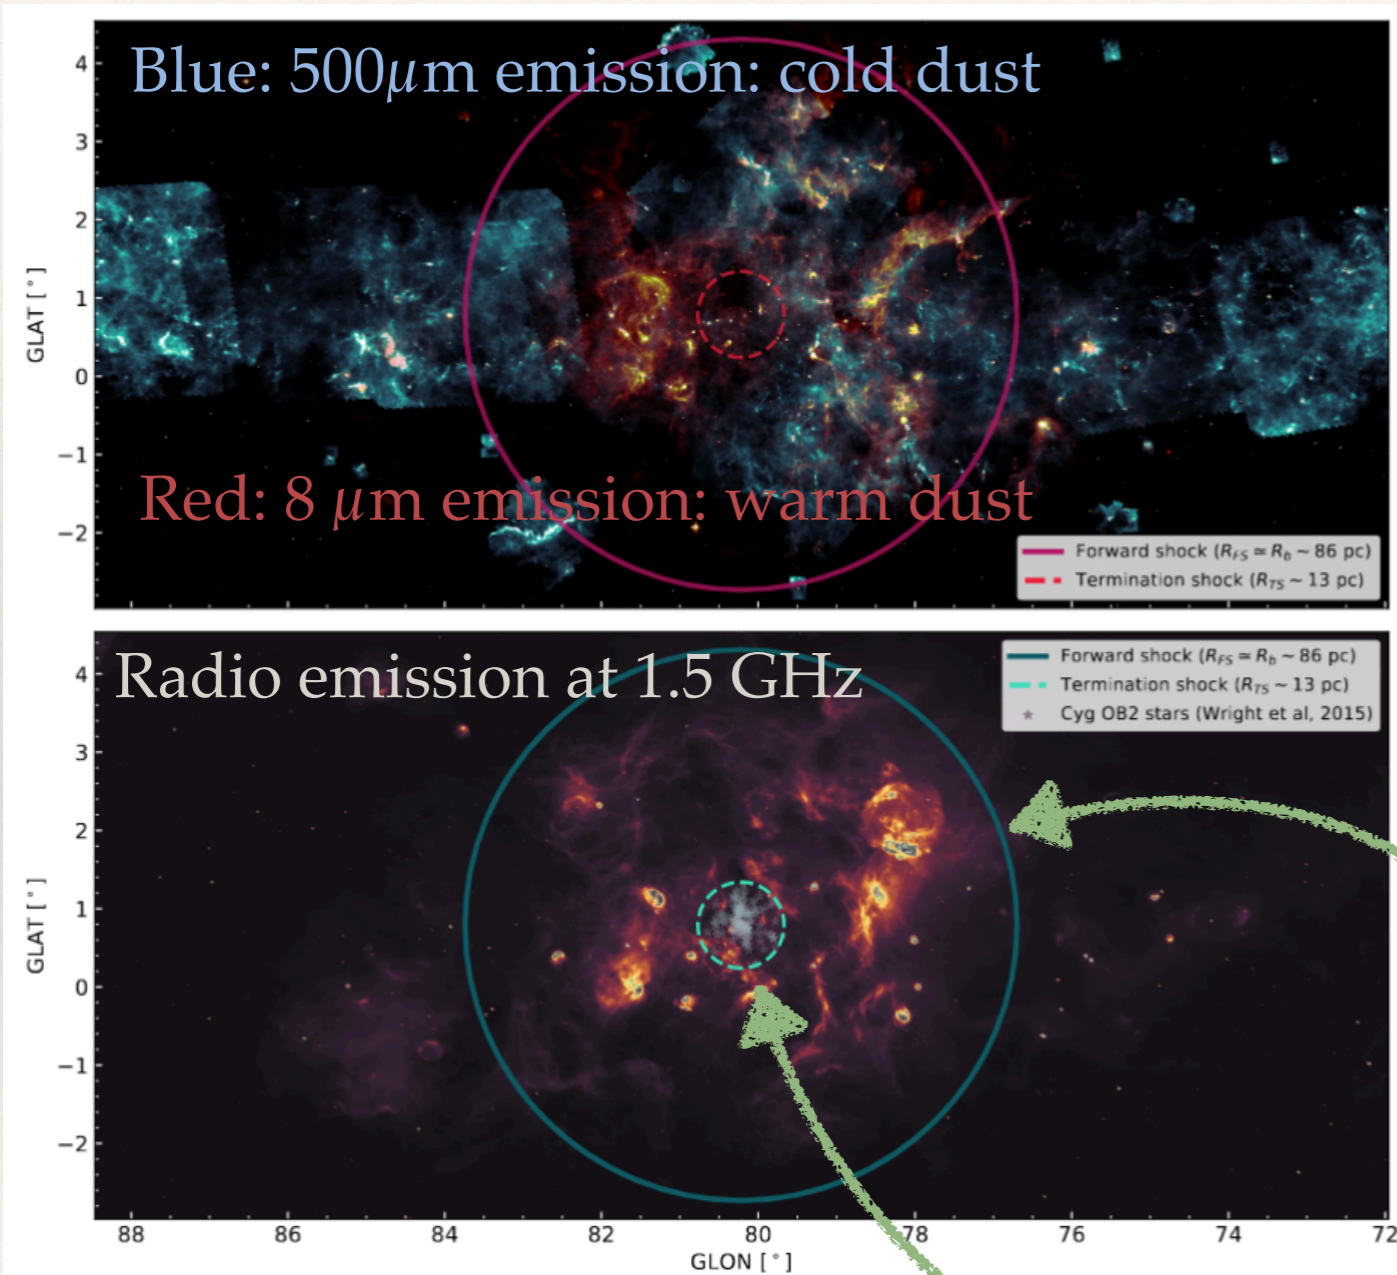 Blue: 500μm emission: cold dust
4
3
2
1
0
−1
−2
GLAT [°]
Red: 8 μm emission: warm dust
Forward shock (R_FS ≃ R_b ~ 86 pc)
Termination shock (R_TS ~ 13 pc)
Radio emission at 1.5 GHz
Forward shock (R_FS ≃ R_b ~ 86 pc)
Termination shock (R_TS ~ 13 pc)
Cyg OB2 stars (Wright et al, 2015)
4
3
2
1
0
−1
−2
GLAT [°]
88 86 84 82 80 78 76 74 72
GLON [°]